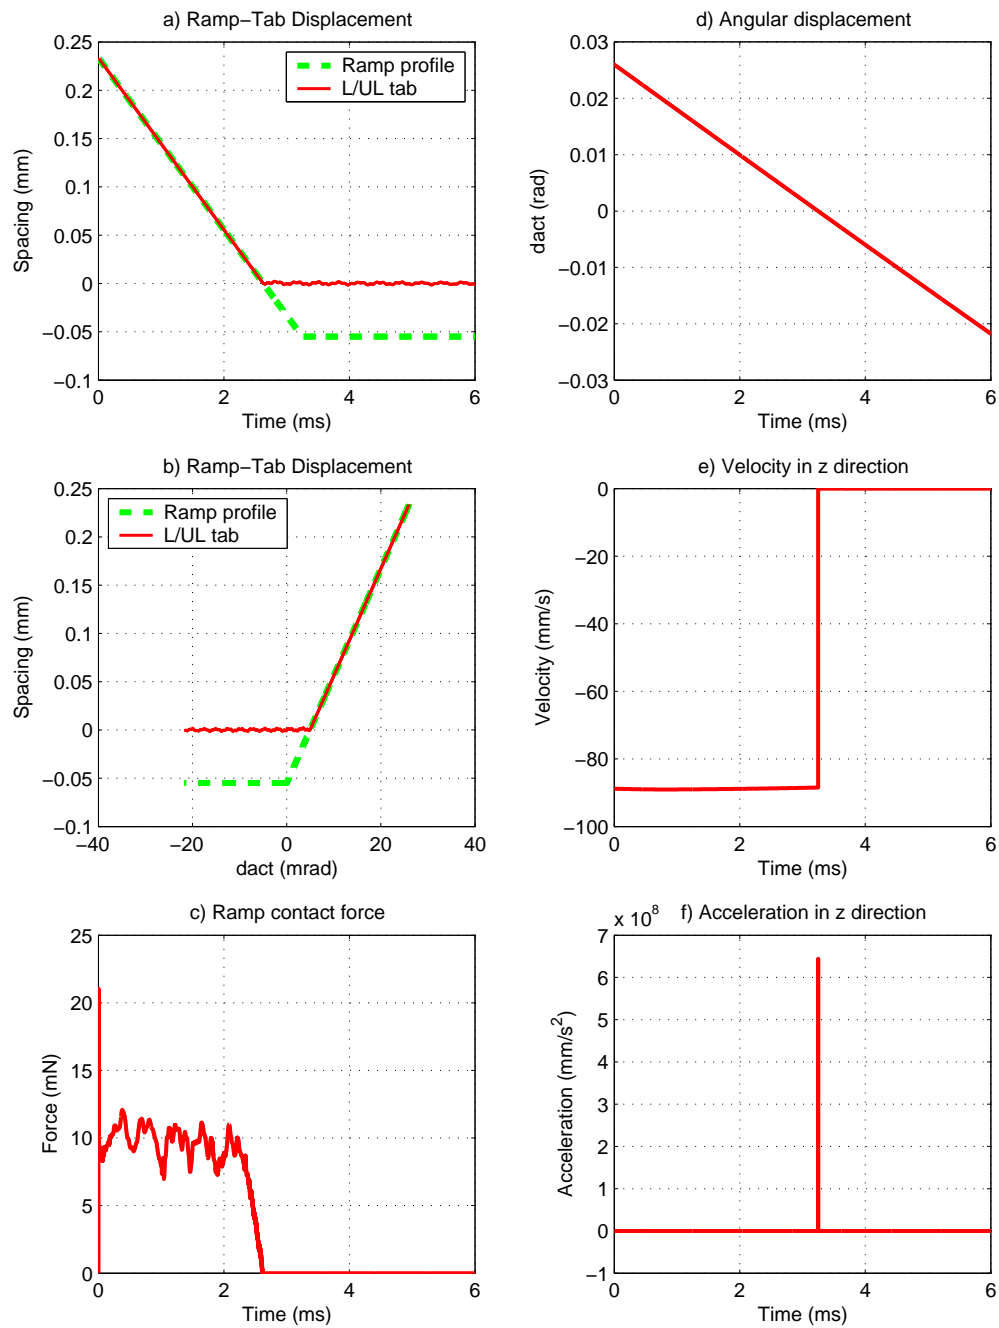 a) Ramp−Tab Displacement
0.25
0.2
0.15
0.1
0.05
0
−0.05
−0.1
Spacing (mm)
Ramp profile
L/UL tab
0 2 4 6
Time (ms)
d) Angular displacement
0.03
0.02
0.01
0
−0.01
−0.02
−0.03
dact (rad)
0 2 4 6
Time (ms)
b) Ramp−Tab Displacement
0.25
0.2
0.15
0.1
0.05
0
−0.05
−0.1
Spacing (mm)
Ramp profile
L/UL tab
−40 −20 0 20 40
dact (mrad)
e) Velocity in z direction
0
−20
−40
−60
−80
−100
Velocity (mm/s)
0 2 4 6
Time (ms)
c) Ramp contact force
25
20
15
10
5
0
Force (mN)
0 2 4 6
Time (ms)
x 10⁸ f) Acceleration in z direction
7
6
5
4
3
2
1
0
−1
Acceleration (mm/s²)
0 2 4 6
Time (ms)